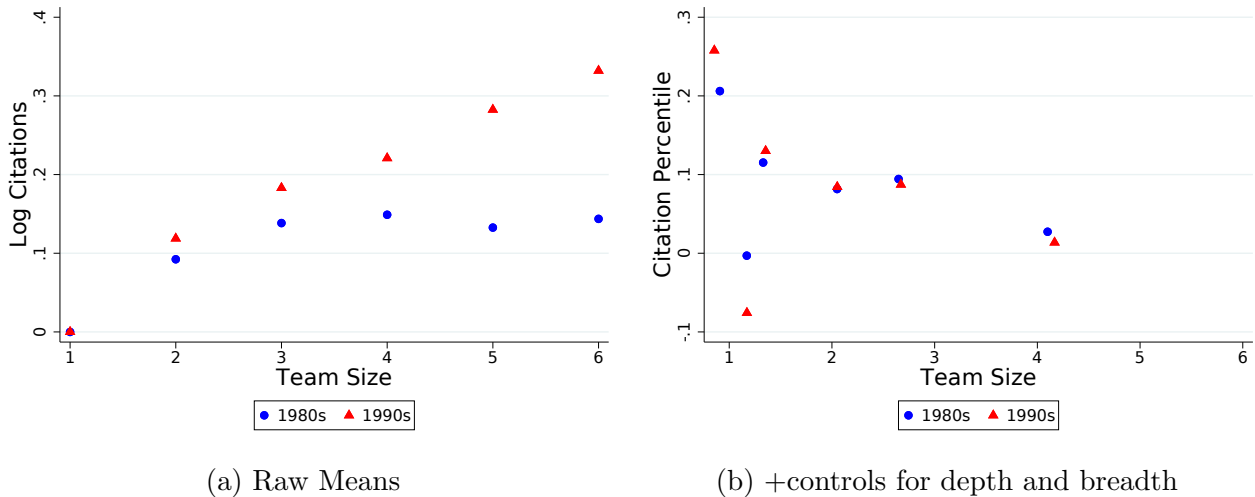 .4
.3
.2
.1
0
Log Citations
1 2 3 4 5 6
Team Size
1980s 1990s
(a) Raw Means
.3
.2
.1
0
-.1
Citation Percentile
1 2 3 4 5 6
Team Size
1980s 1990s
(b) +controls for depth and breadth